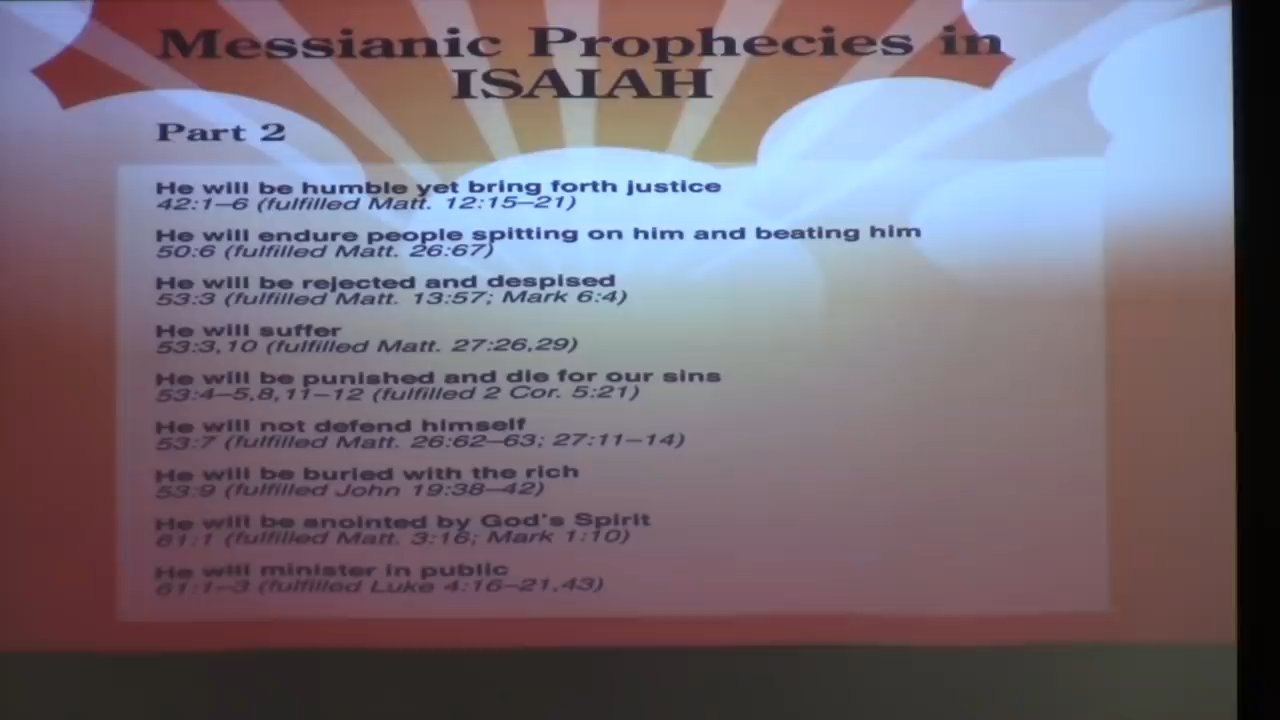 Messianic Prophecies in
ISAIAH
Part 2
He will be humble yet bring forth justice
42:1–6 (fulfilled Matt. 12:15–21)
He will endure people spitting on him and beating him
50:6 (fulfilled Matt. 26:67)
He will be rejected and despised
53:3 (fulfilled Matt. 13:57; Mark 6:4)
He will suffer
53:3,10 (fulfilled Matt. 27:26,29)
He will be punished and die for our sins
53:4–5,8,11–12 (fulfilled 2 Cor. 5:21)
He will not defend himself
53:7 (fulfilled Matt. 26:62–63; 27:11–14)
He will be buried with the rich
53:9 (fulfilled John 19:38–42)
He will be anointed by God's Spirit
61:1 (fulfilled Matt. 3:16; Mark 1:10)
He will minister in public
61:1–3 (fulfilled Luke 4:16–21,43)